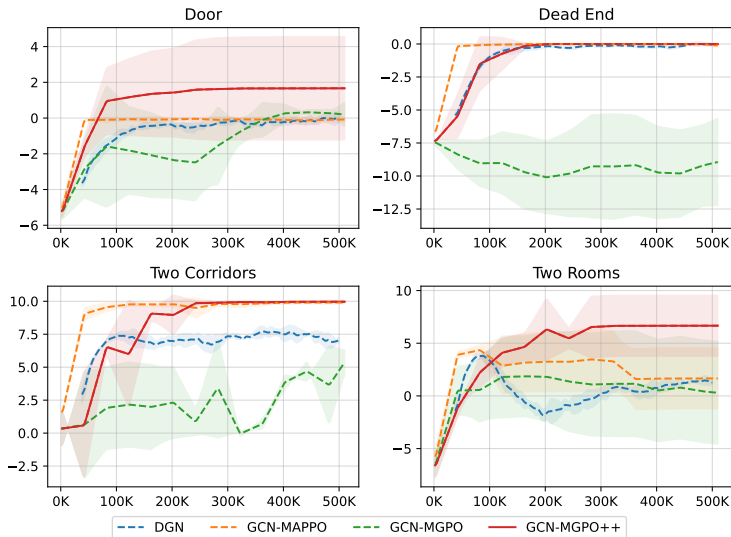 Door
4
2
0
−2
−4
−6
0K 100K 200K 300K 400K 500K
Dead End
0.0
−2.5
−5.0
−7.5
−10.0
−12.5
0K 100K 200K 300K 400K 500K
Two Corridors
10.0
7.5
5.0
2.5
0.0
−2.5
0K 100K 200K 300K 400K 500K
Two Rooms
10
5
0
−5
0K 100K 200K 300K 400K 500K
DGN GCN-MAPPO GCN-MGPO GCN-MGPO++